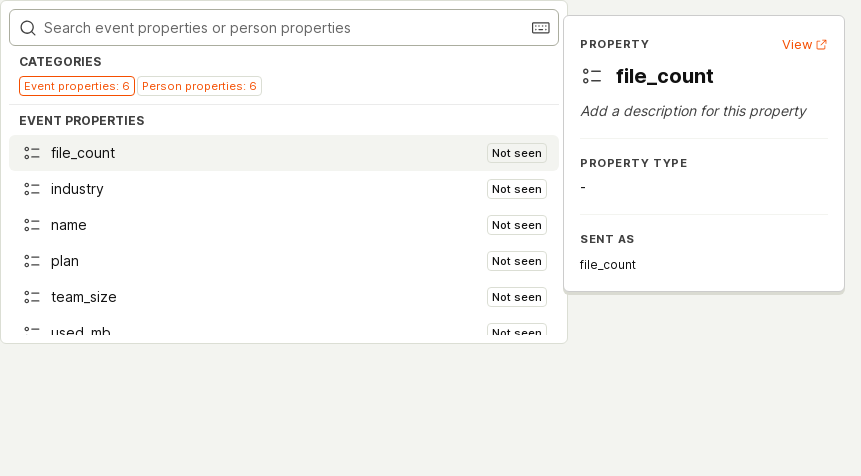 Search event properties or person properties
CATEGORIES
Event properties: 6
Person properties: 6
EVENT PROPERTIES
file_count Not seen
industry Not seen
name Not seen
plan Not seen
team_size Not seen
used_mb Not seen
PROPERTY View
file_count
Add a description for this property
PROPERTY TYPE
-
SENT AS
file_count